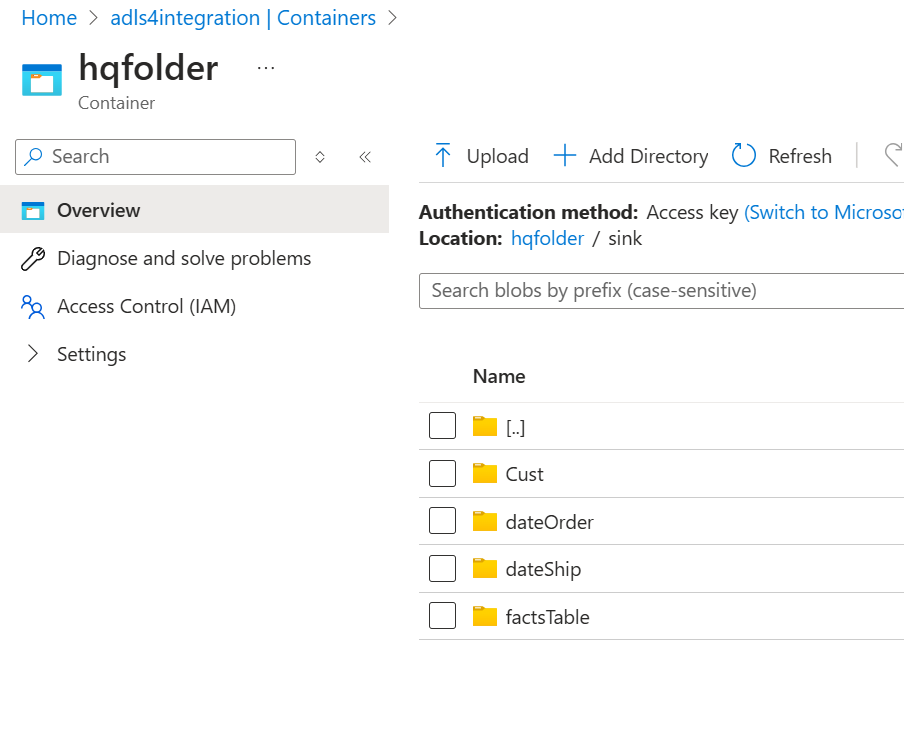 Home > adls4integration | Containers >
hqfolder ...
Container
Search
Upload Add Directory Refresh
Overview
Diagnose and solve problems
Access Control (IAM)
Settings
Authentication method: Access key (Switch to Microsof
Location: hqfolder / sink
Search blobs by prefix (case-sensitive)
Name
[..]
Cust
dateOrder
dateShip
factsTable